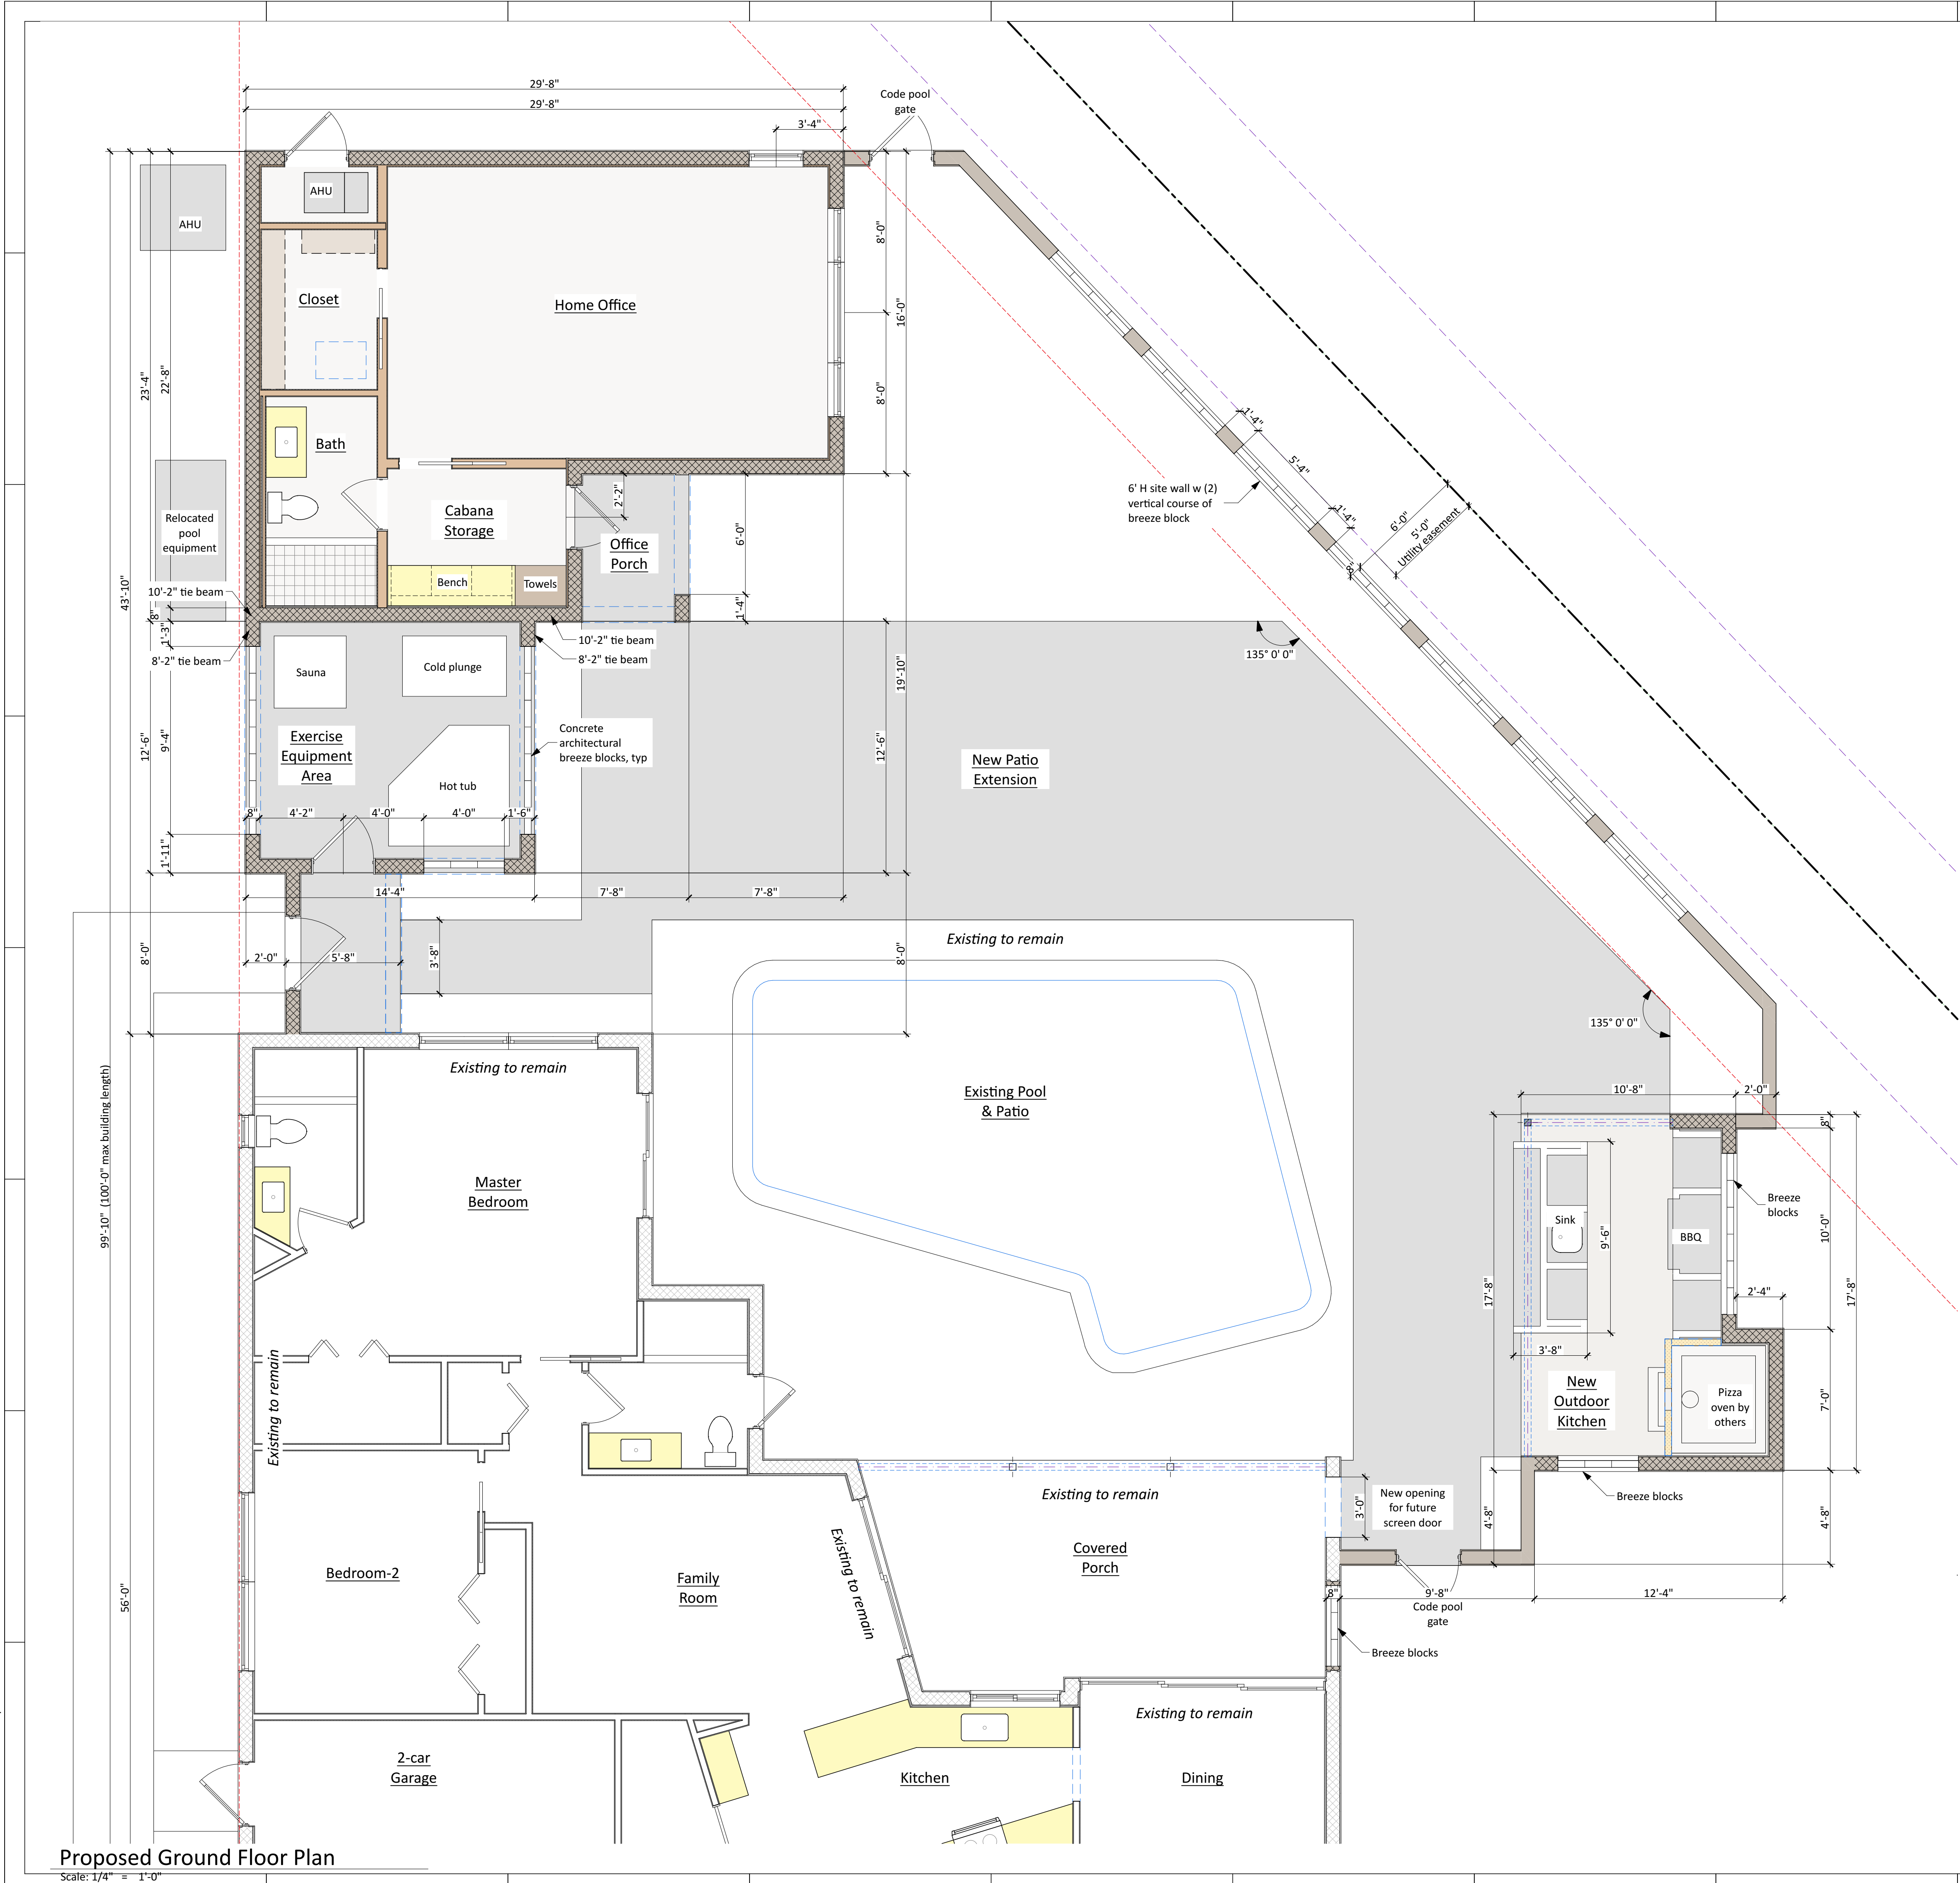 29'-8"
29'-8"
3'-4"
Code pool
gate
AHU
AHU
Closet
Home Office
8'-0"
16'-0"
8'-0"
23'-4"
22'-8"
43'-10"
Bath
Cabana
Storage
2'-2"
Office
Porch
6'-0"
1'-4"
Relocated
pool
equipment
Bench
Towels
10'-2" tie beam
8"
1'-3"
8'-2" tie beam
10'-2" tie beam
8'-2" tie beam
1'-4"
5'-4"
1'-4"
8"
6'-0"
5'-0"
Utility easement
6' H site wall w (2)
vertical course of
breeze block
135° 0' 0"
Sauna
Cold plunge
Exercise
Equipment
Area
Hot tub
Concrete
architectural
breeze blocks, typ
12'-6"
9'-4"
1'-11"
8"
4'-2"
4'-0"
4'-0"
1'-6"
19'-10"
12'-6"
New Patio
Extension
14'-4"
7'-8"
7'-8"
8'-0"
2'-0"
5'-8"
3'-8"
8'-0"
Existing to remain
135° 0' 0"
99'-10" (100'-0" max building length)
Existing to remain
Existing Pool
& Patio
Master
Bedroom
10'-8"
2'-0"
8"
Breeze
blocks
Sink
9'-6"
BBQ
10'-0"
17'-8"
17'-8"
2'-4"
3'-8"
New
Outdoor
Kitchen
Pizza
oven by
others
7'-0"
Existing to remain
Existing to remain
3'-0"
New opening
for future
screen door
4'-8"
Breeze blocks
4'-8"
Existing to remain
Covered
Porch
Bedroom-2
Family
Room
56'-0"
8"
9'-8"
12'-4"
Code pool
gate
Breeze blocks
Existing to remain
2-car
Garage
Kitchen
Dining
Proposed Ground Floor Plan
Scale: 1/4" = 1'-0"